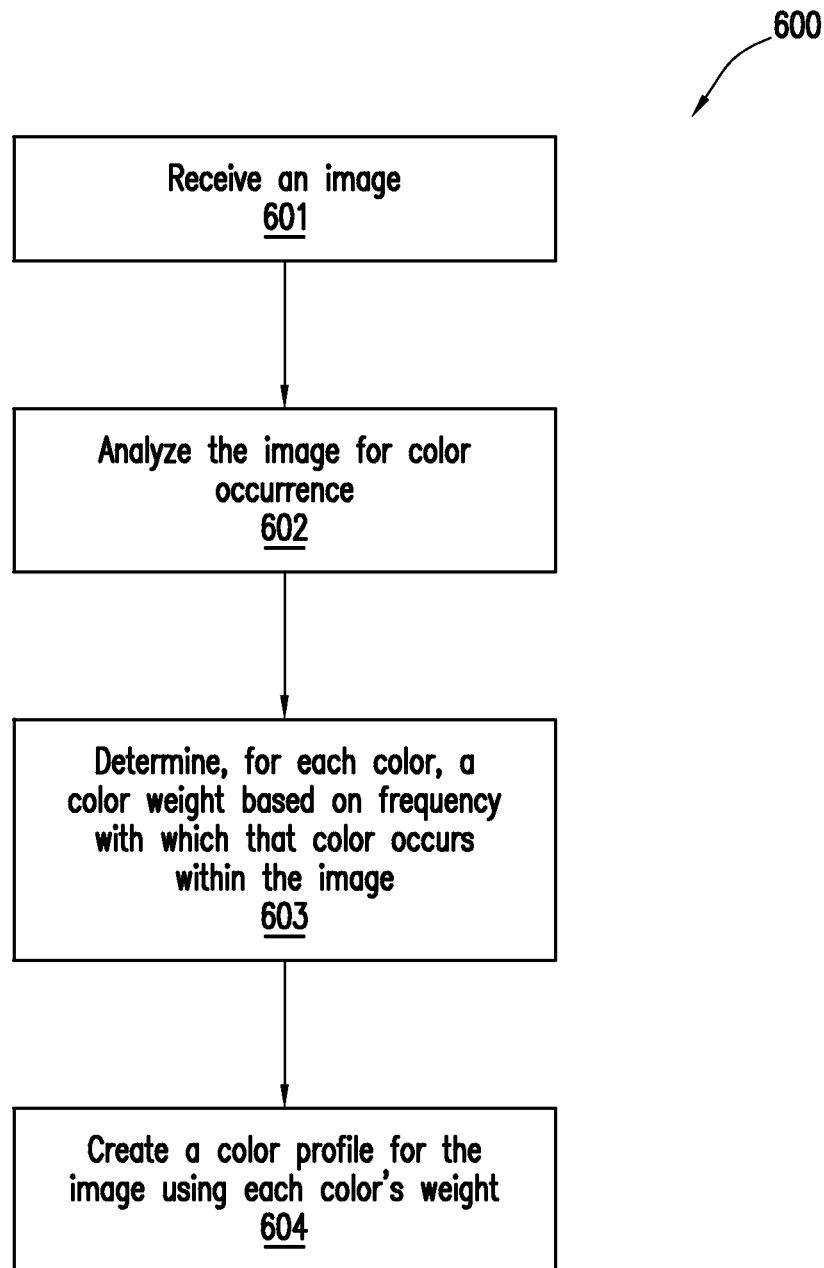 600
Receive an image
601
Analyze the image for color
occurrence
602
Determine, for each color, a
color weight based on frequency
with which that color occurs
within the image
603
Create a color profile for the
image using each color's weight
604